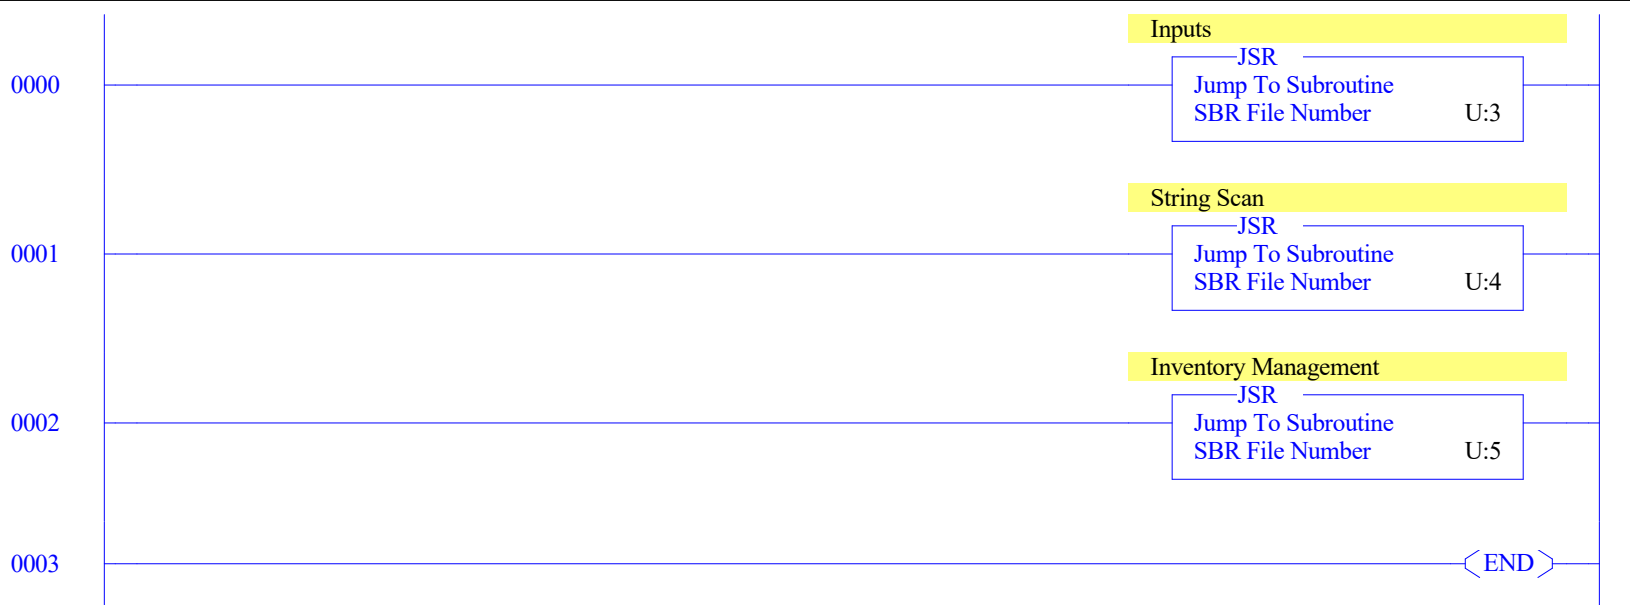 Inputs
JSR
0000
Jump To Subroutine
SBR File Number U:3
String Scan
JSR
0001
Jump To Subroutine
SBR File Number U:4
Inventory Management
JSR
0002
Jump To Subroutine
SBR File Number U:5
0003
END